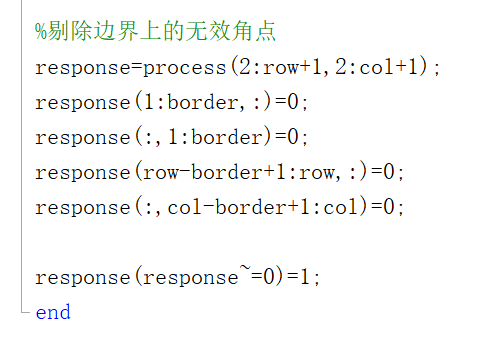 %剔除边界上的无效角点
response=process(2:row+1,2:col+1);
response(1:border,:)=0;
response(:,1:border)=0;
response(row-border+1:row,:)=0;
response(:,col-border+1:col)=0;
response(response~=0)=1;
end